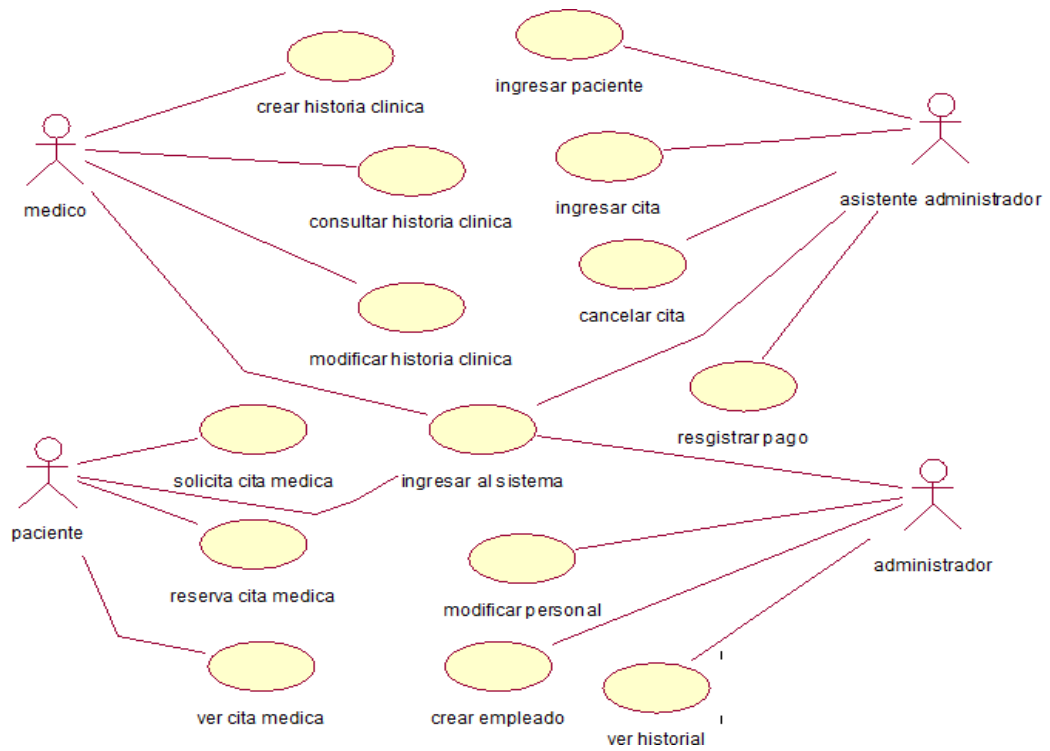 ingresar paciente
crear historia clinica
medico
asistente administrador
ingresar cita
consultar historia clinica
cancelar cita
modificar historia clinica
resgistrar pago
solicita cita medica
ingresar al sistema
paciente
administrador
reserva cita medica
modificar personal
ver cita medica
crear empleado
ver historial